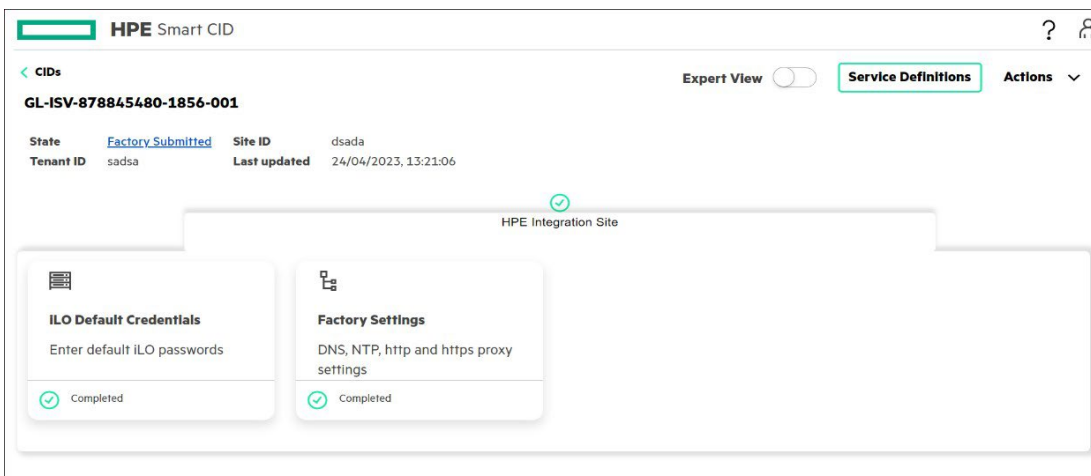 HPE Smart CID
?
< CIDs
Expert View
Service Definitions
Actions
GL-ISV-878845480-1856-001
State Factory Submitted Site ID dsada
Tenant ID sadsa Last updated 24/04/2023, 13:21:06
HPE Integration Site
iLO Default Credentials
Enter default iLO passwords
Completed
Factory Settings
DNS, NTP, http and https proxy
settings
Completed